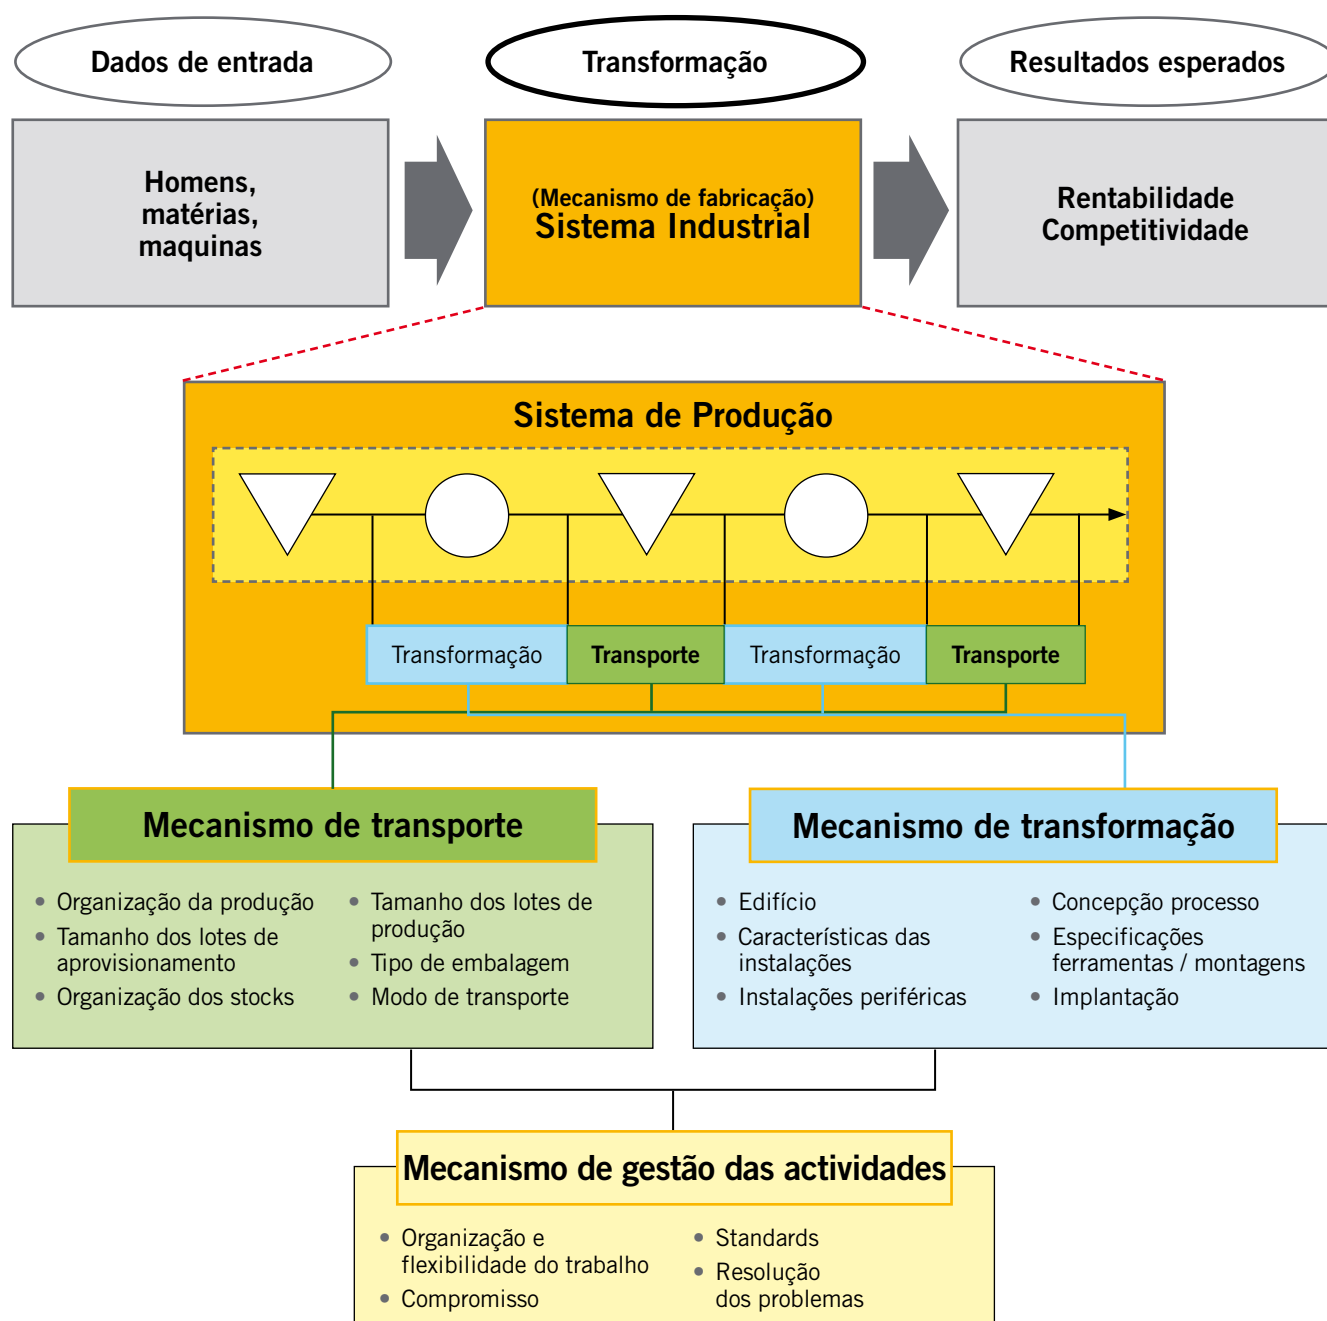 Dados de entrada
Transformação
Resultados esperados
Homens,
matérias,
maquinas
(Mecanismo de fabricação)
Sistema Industrial
Rentabilidade
Competitividade
Sistema de Produção
Transformação
Transporte
Transformação
Transporte
Mecanismo de transporte
• Organização da produção
• Tamanho dos lotes de
aprovisionamento
• Organização dos stocks
• Tamanho dos lotes de
produção
• Tipo de embalagem
• Modo de transporte
Mecanismo de transformação
• Edifício
• Características das
instalações
• Instalações periféricas
• Concepção processo
• Especificações
ferramentas / montagens
• Implantação
Mecanismo de gestão das actividades
• Organização e
flexibilidade do trabalho
• Compromisso
• Standards
• Resolução
dos problemas